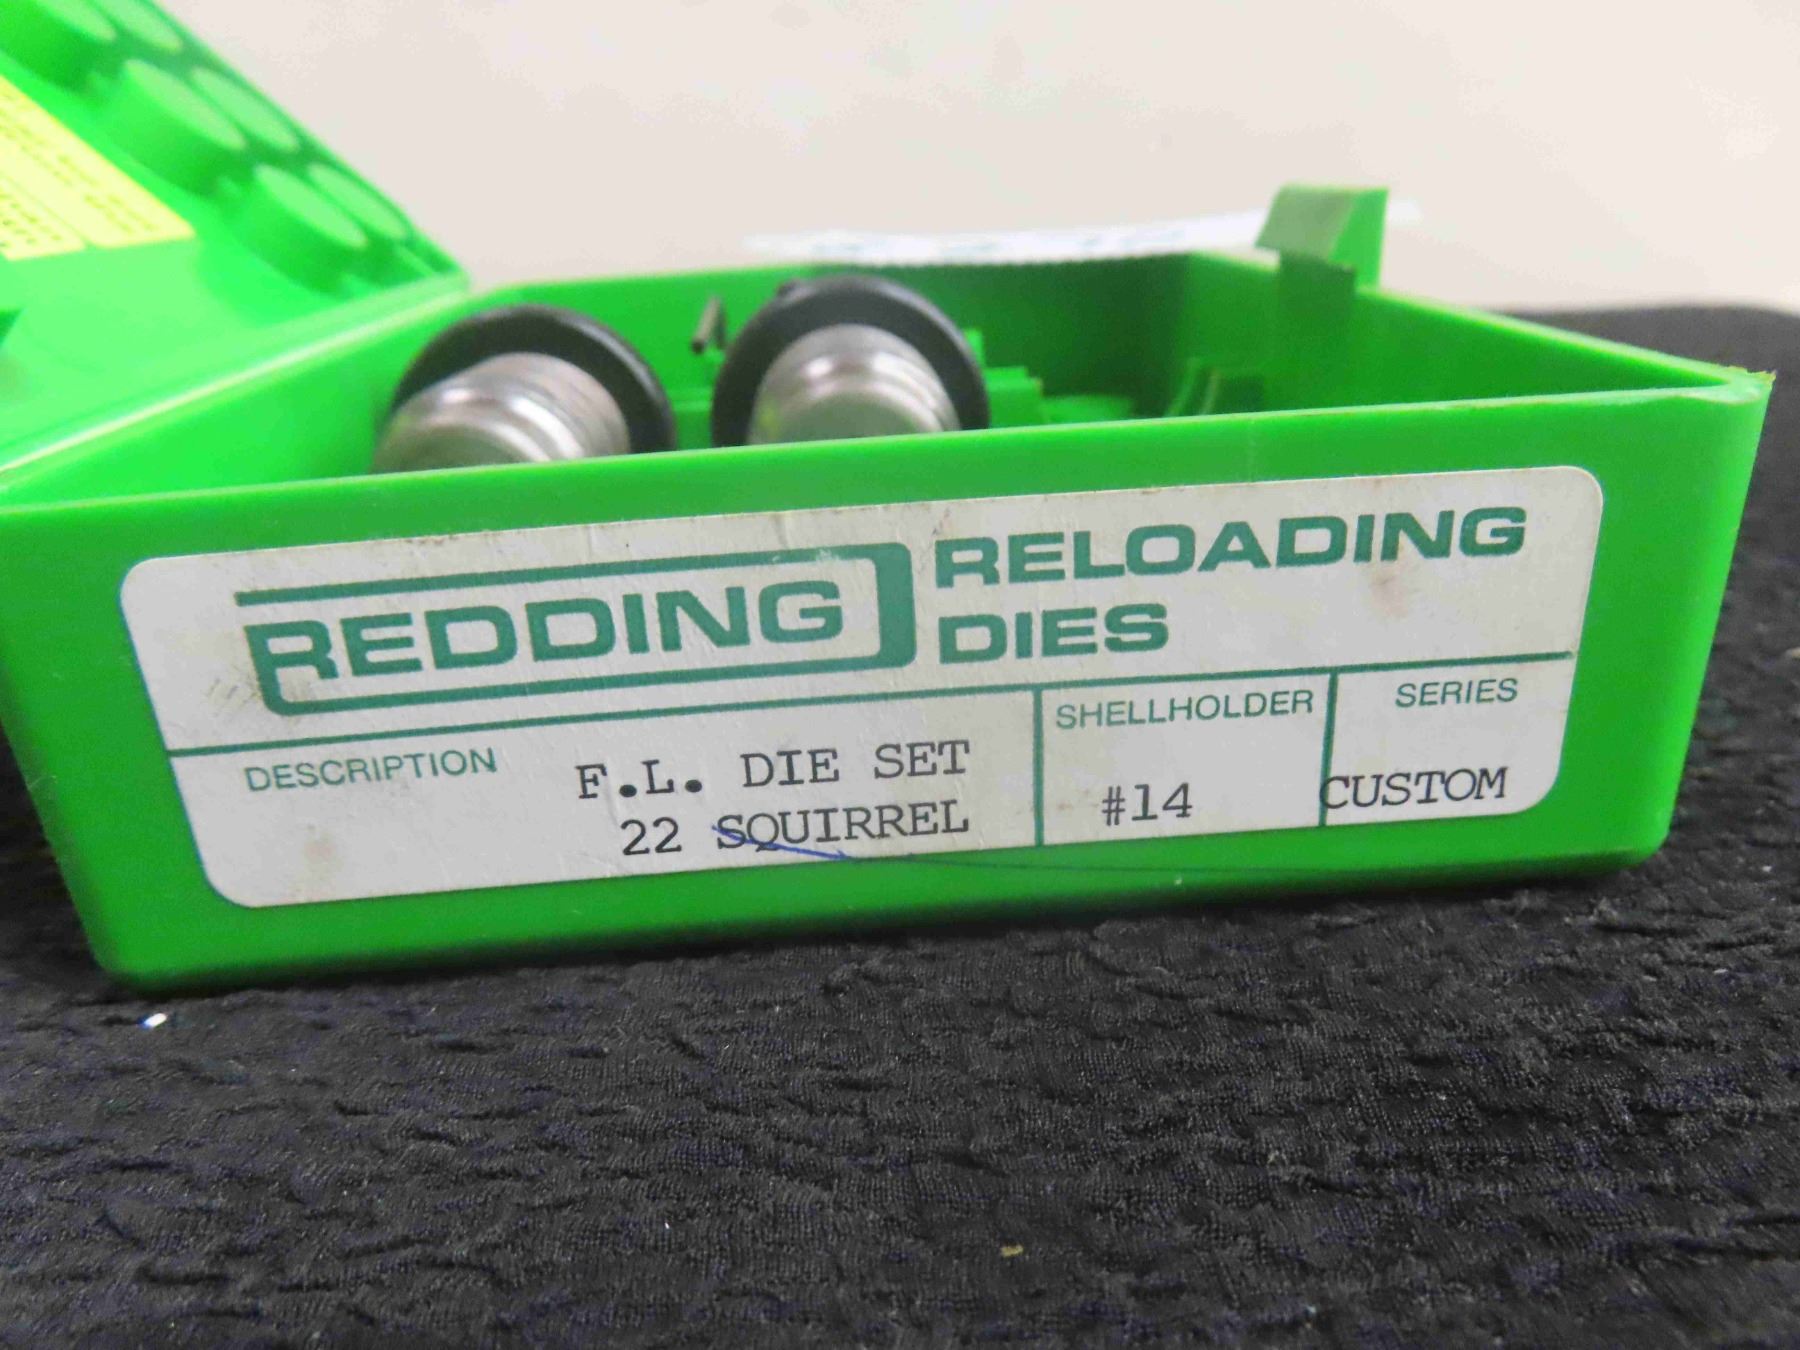 REDDING RELOADING
DIES
DESCRIPTION
F.L. DIE SET
22 SQUIRREL
SHELLHOLDER
#14
SERIES
CUSTOM